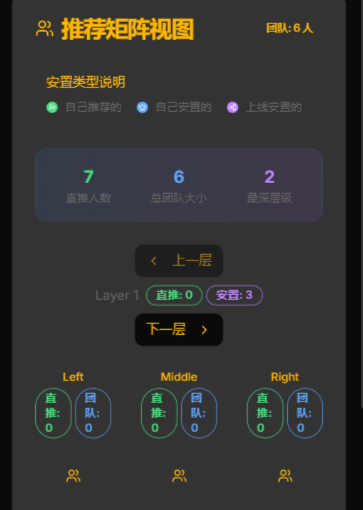 推荐矩阵视图
团队: 6 人
安置类型说明
自己推荐的 自己安置的 上线安置的
7 6 2
直推人数 总团队大小 最深层级
上一层
Layer 1 直推: 0 安置: 3
下一层
Left Middle Right
直推: 0 团队: 0 直推: 0 团队: 0 直推: 0 团队: 0